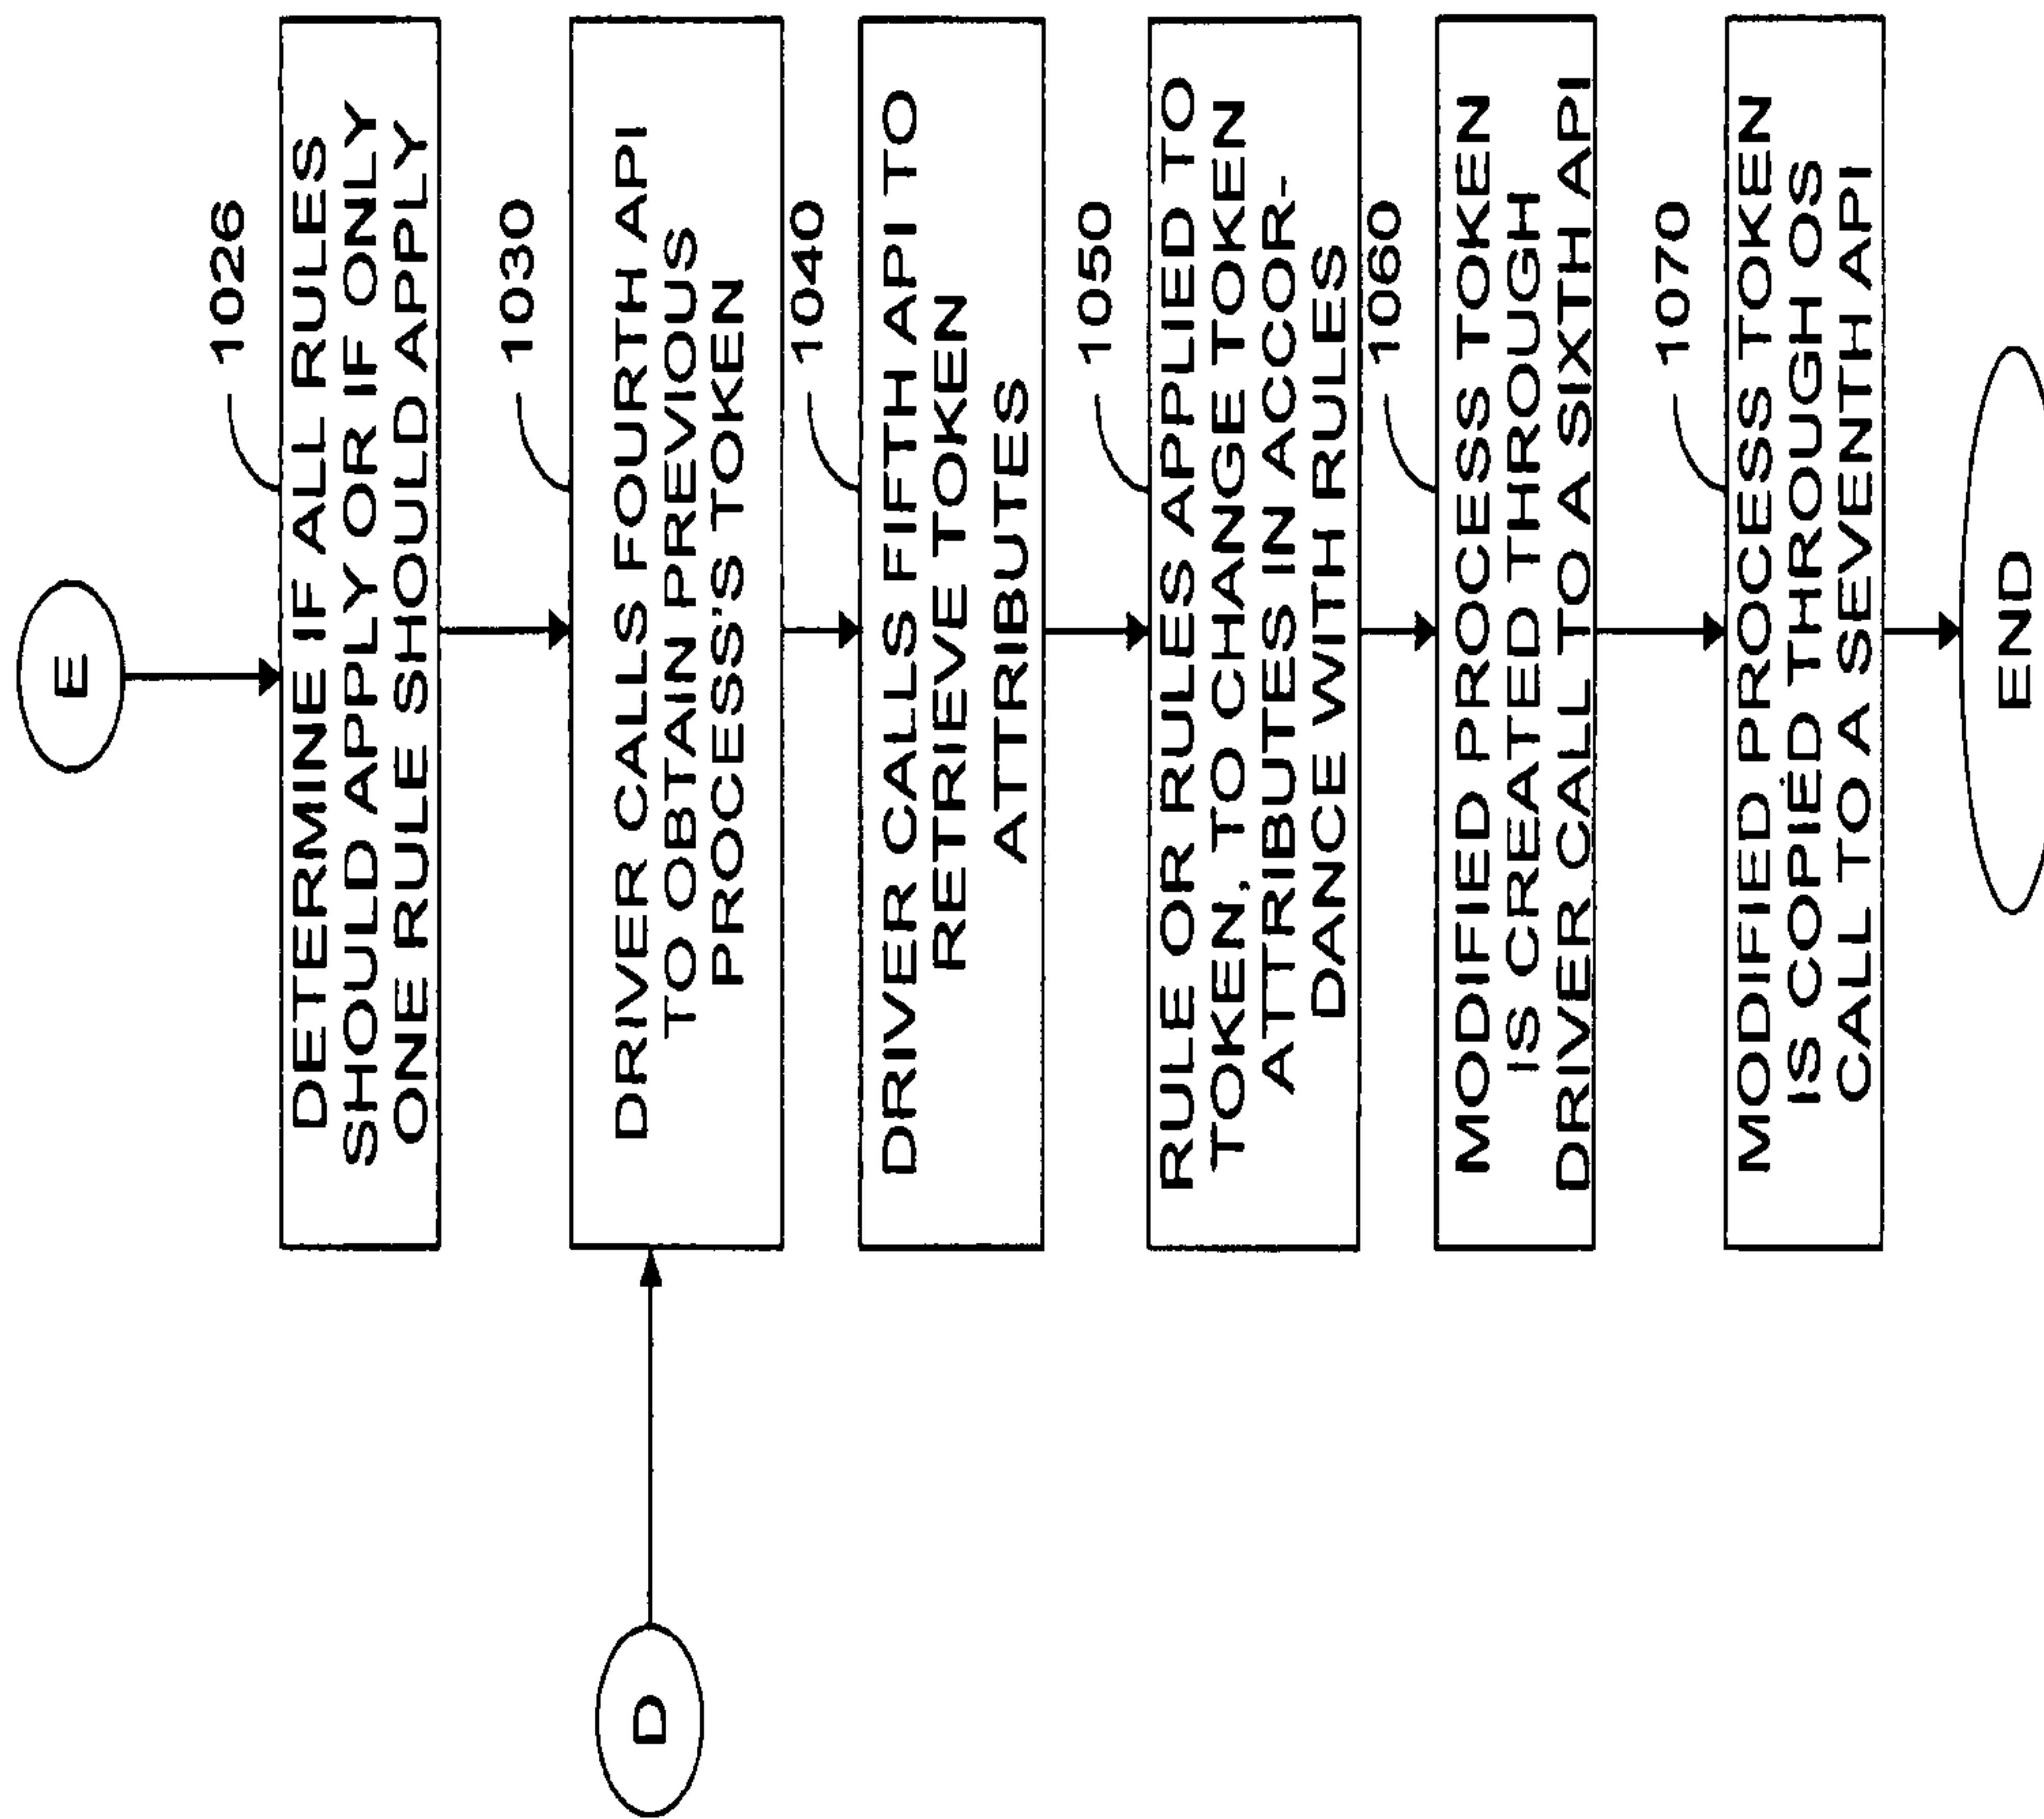 E
1026
DETERMINE IF ALL RULES
SHOULD APPLY OR IF ONLY
ONE RULE SHOULD APPLY
D
1030
DRIVER CALLS FOURTH API
TO OBTAIN PREVIOUS
PROCESS'S TOKEN
1040
DRIVER CALLS FIFTH API TO
RETRIEVE TOKEN
ATTRIBUTES
1050
RULE OR RULES APPLIED TO
TOKEN, TO CHANGE TOKEN
ATTRIBUTES IN ACCOR-
DANCE WITH RULES
1060
MODIFIED PROCESS TOKEN
IS CREATED THROUGH
DRIVER CALL TO A SIXTH API
1070
MODIFIED PROCESS TOKEN
IS COPIED THROUGH OS
CALL TO A SEVENTH API
END